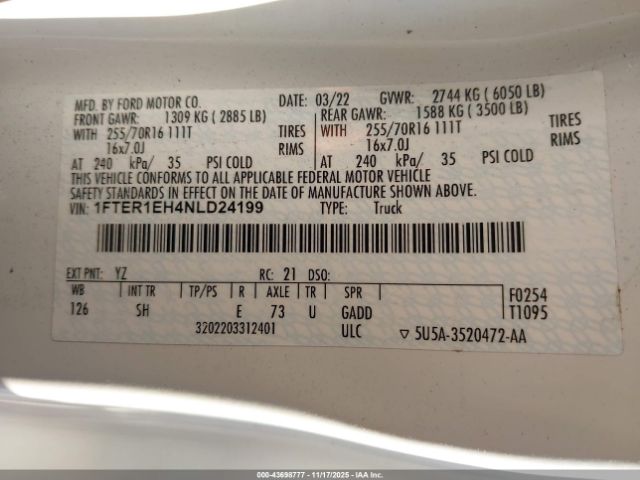 MFD. BY FORD MOTOR CO. DATE: 03/22 GVWR: 2744 KG ( 6050 LB)
FRONT GAWR: 1309 KG ( 2885 LB) REAR GAWR: 1588 KG ( 3500 LB)
WITH 255/70R16 111T TIRES WITH 255/70R16 111T TIRES
16x7.0J RIMS 16x7.0J RIMS
AT 240 kPa/ 35 PSI COLD AT 240 kPa/ 35 PSI COLD
THIS VEHICLE CONFORMS TO ALL APPLICABLE FEDERAL MOTOR VEHICLE
SAFETY STANDARDS IN EFFECT ON THE DATE OF MANUFACTURE SHOWN ABOVE.
VIN: 1FTER1EH4NLD24199 TYPE: Truck
EXT PNT: YZ RC: 21 DSO:
WB INT TR TP/PS R AXLE TR SPR F0254
126 SH E 73 U GADD T1095
3202203312401 ULC ▽ 5U5A-3520472-AA
000-43698777 - 11/17/2025 - IAAI.COM